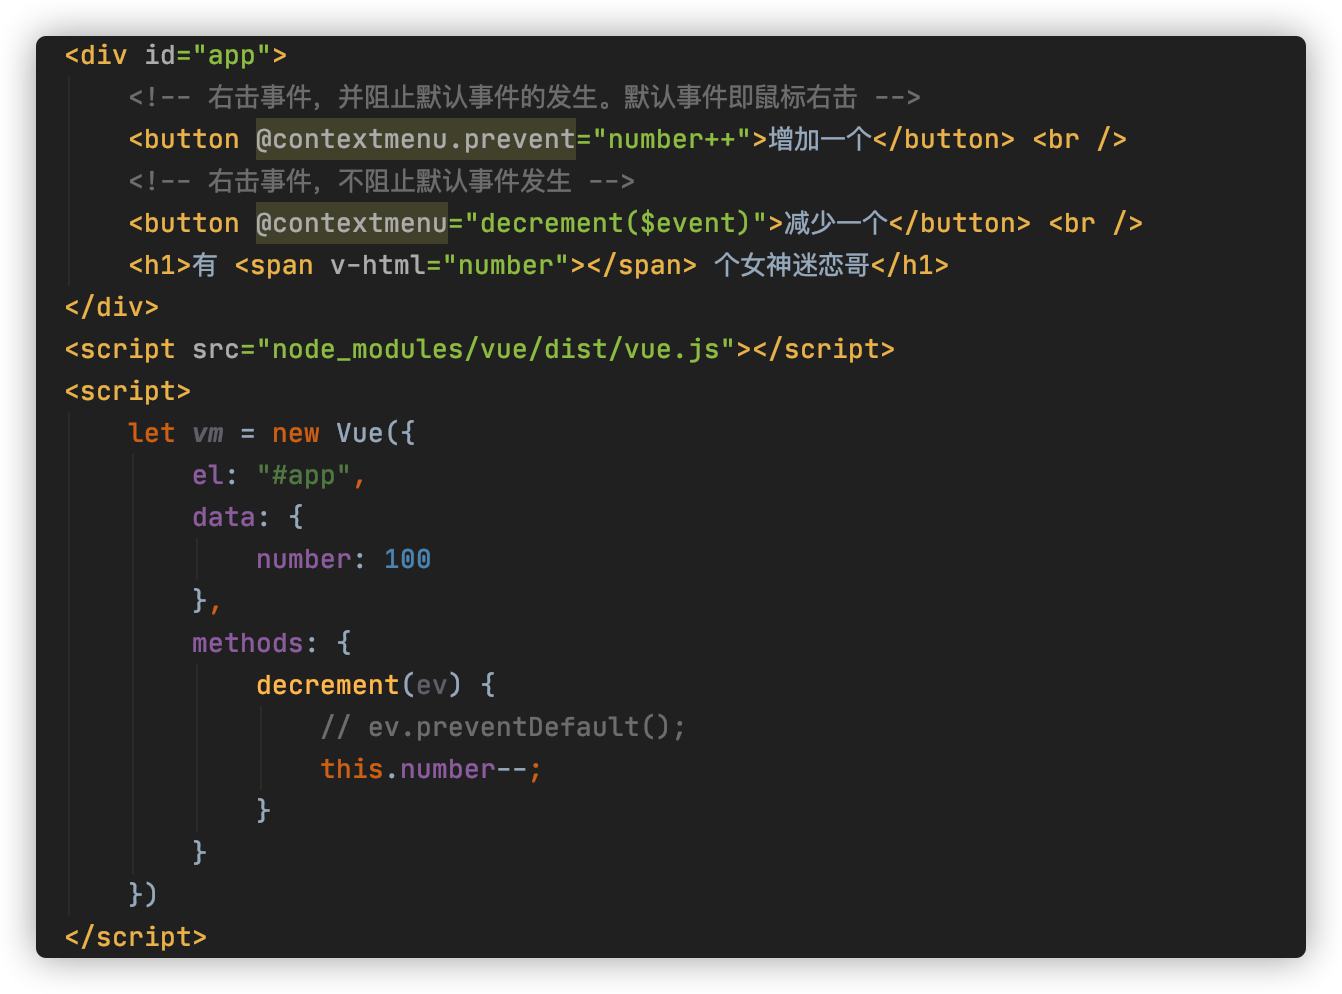 <div id="app">
<!-- 右击事件，并阻止默认事件的发生。默认事件即鼠标右击 -->
<button @contextmenu.prevent="number++">增加一个</button> <br />
<!-- 右击事件，不阻止默认事件发生 -->
<button @contextmenu="decrement($event)">减少一个</button> <br />
<h1>有 <span v-html="number"></span> 个女神迷恋哥</h1>
</div>
<script src="node_modules/vue/dist/vue.js"></script>
<script>
let vm = new Vue({
el: "#app",
data: {
number: 100
},
methods: {
decrement(ev) {
// ev.preventDefault();
this.number--;
}
}
})
</script>